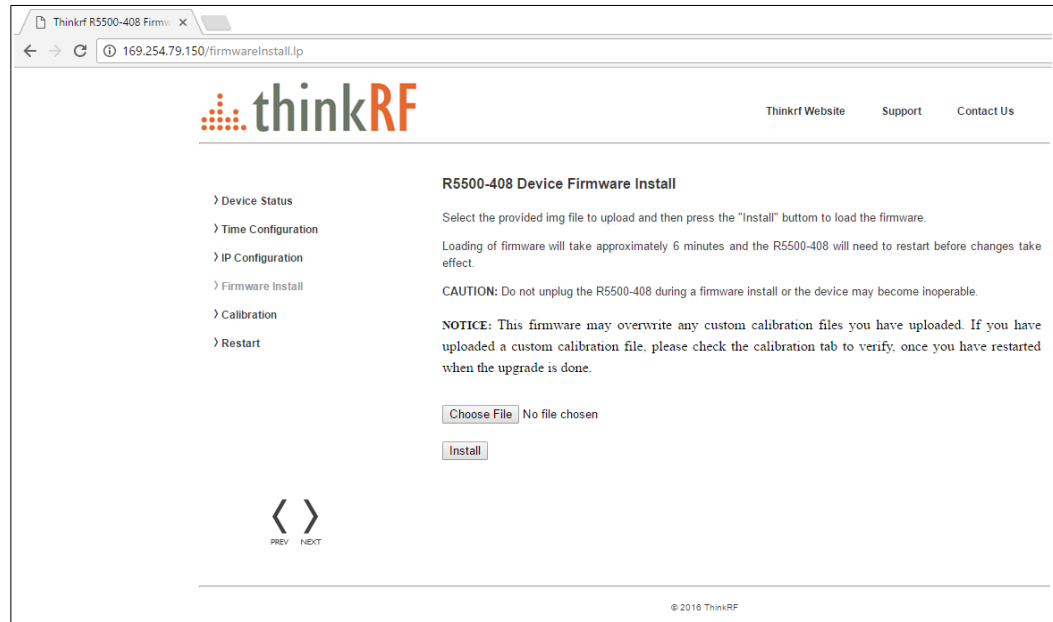 Thinkrf R5500-408 Firmw
169.254.79.150/firmwareInstall.lp
thinkRF
Thinkrf Website Support Contact Us
Device Status
Time Configuration
IP Configuration
Firmware Install
Calibration
Restart
PREV NEXT
R5500-408 Device Firmware Install
Select the provided img file to upload and then press the "Install" buttom to load the firmware.
Loading of firmware will take approximately 6 minutes and the R5500-408 will need to restart before changes take
effect.
CAUTION: Do not unplug the R5500-408 during a firmware install or the device may become inoperable.
NOTICE: This firmware may overwrite any custom calibration files you have uploaded. If you have
uploaded a custom calibration file, please check the calibration tab to verify, once you have restarted
when the upgrade is done.
Choose File No file chosen
Install
© 2016 ThinkRF